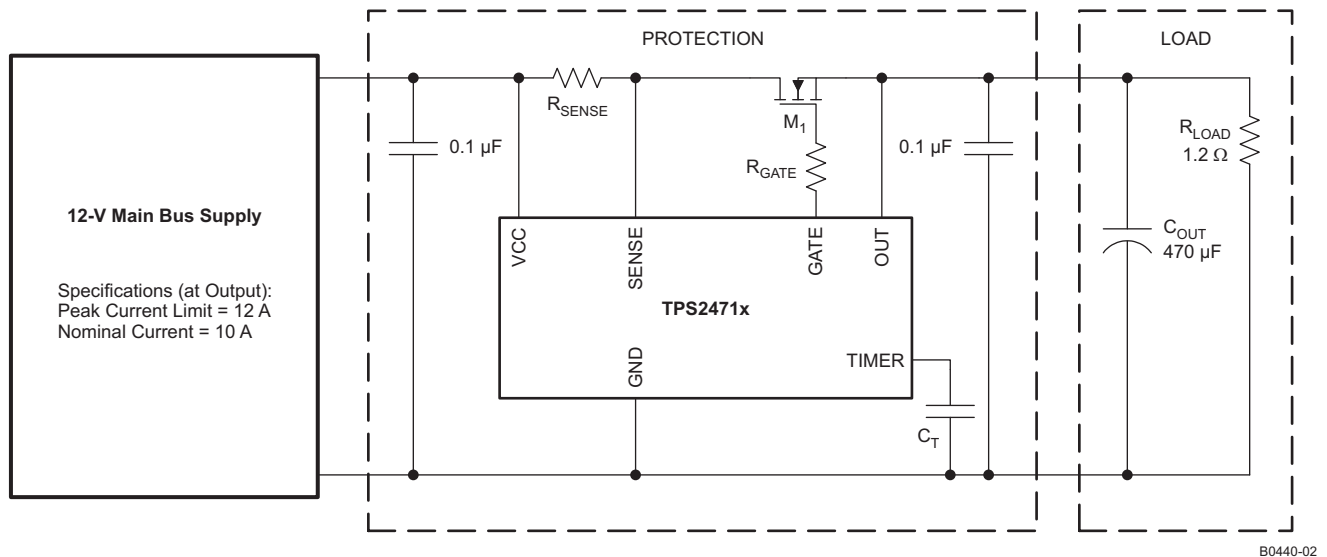 PROTECTION
LOAD
R_SENSE
M_1
0.1 µF
R_GATE
0.1 µF
R_LOAD
1.2 Ω
12-V Main Bus Supply
Specifications (at Output):
Peak Current Limit = 12 A
Nominal Current = 10 A
VCC
SENSE
GATE
OUT
TPS2471x
C_OUT
470 µF
GND
TIMER
C_T
B0440-02